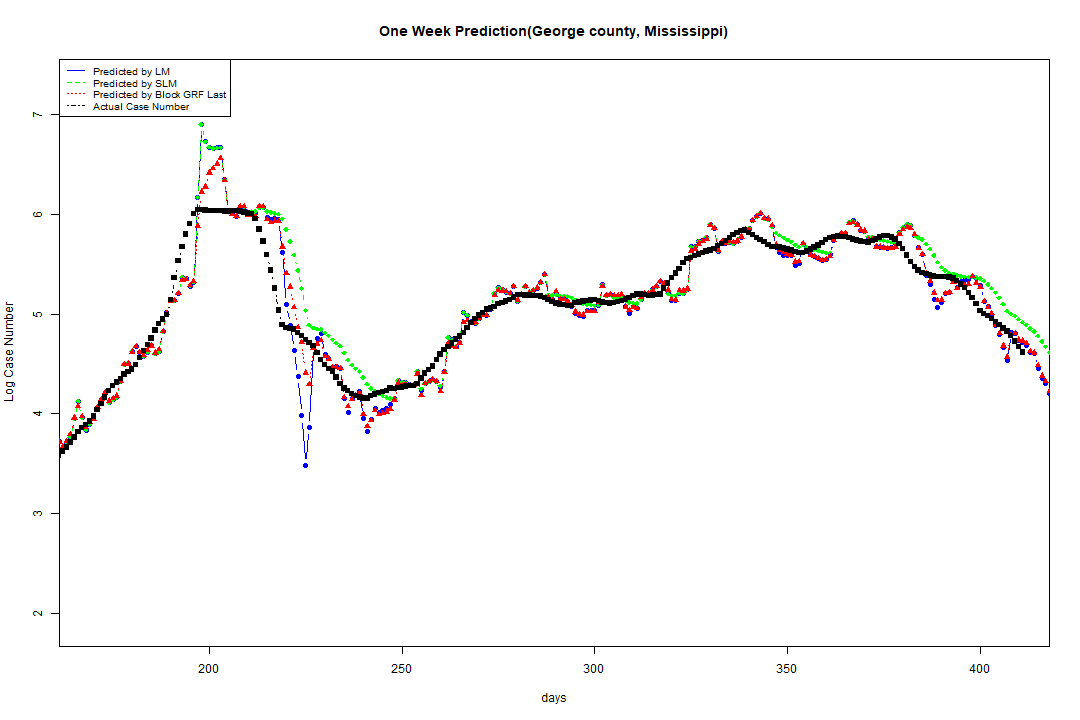 One Week Prediction(George county, Mississippi)
Predicted by LM
Predicted by SLM
Predicted by Block GRF Last
Actual Case Number
Log Case Number
7
6
5
4
3
2
200 250 300 350 400
days